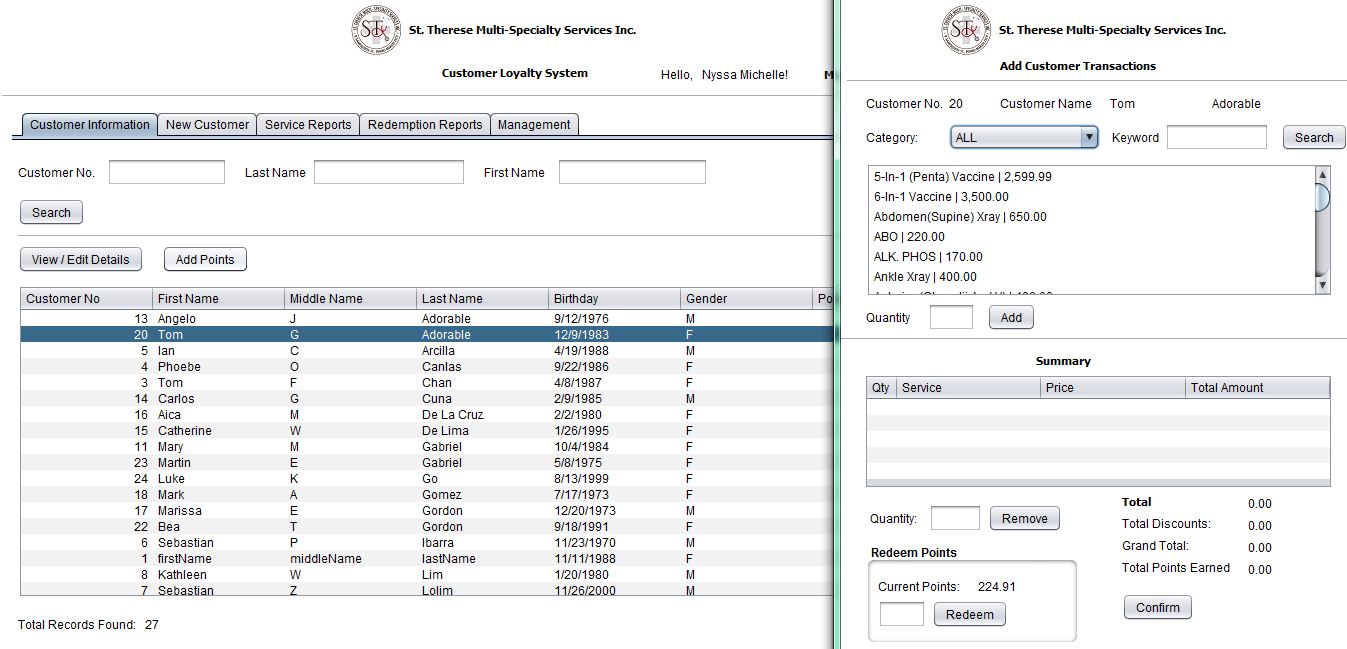 St. Therese Multi-Specialty Services Inc.
Customer Loyalty System
Hello, Nyssa Michelle!
Customer Information New Customer Service Reports Redemption Reports Management
Customer No. Last Name First Name
Search
View / Edit Details Add Points
Customer No First Name Middle Name Last Name Birthday Gender Po
13 Angelo J Adorable 9/12/1976 M
20 Tom G Adorable 12/9/1983 F
5 Ian C Arcilla 4/19/1988 M
4 Phoebe O Canlas 9/22/1986 F
3 Tom F Chan 4/8/1987 F
14 Carlos G Cuna 2/9/1985 M
16 Aica M De La Cruz 2/2/1980 F
15 Catherine W De Lima 1/26/1995 F
11 Mary M Gabriel 10/4/1984 F
23 Martin E Gabriel 5/8/1975 F
24 Luke K Go 8/13/1999 F
18 Mark A Gomez 7/17/1973 F
17 Marissa E Gordon 12/20/1973 M
22 Bea T Gordon 9/18/1991 F
6 Sebastian P Ibarra 11/23/1970 M
1 firstName middleName lastName 11/11/1988 F
8 Kathleen W Lim 1/20/1980 M
7 Sebastian Z Lolim 11/26/2000 M
Total Records Found: 27
St. Therese Multi-Specialty Services Inc.
Add Customer Transactions
Customer No. 20 Customer Name Tom Adorable
Category: ALL Keyword Search
5-In-1 (Penta) Vaccine | 2,599.99
6-In-1 Vaccine | 3,500.00
Abdomen(Supine) Xray | 650.00
ABO | 220.00
ALK. PHOS | 170.00
Ankle Xray | 400.00
Quantity Add
Summary
Qty Service Price Total Amount
Quantity: Remove
Redeem Points
Current Points: 224.91
Redeem
Total 0.00
Total Discounts: 0.00
Grand Total: 0.00
Total Points Earned 0.00
Confirm